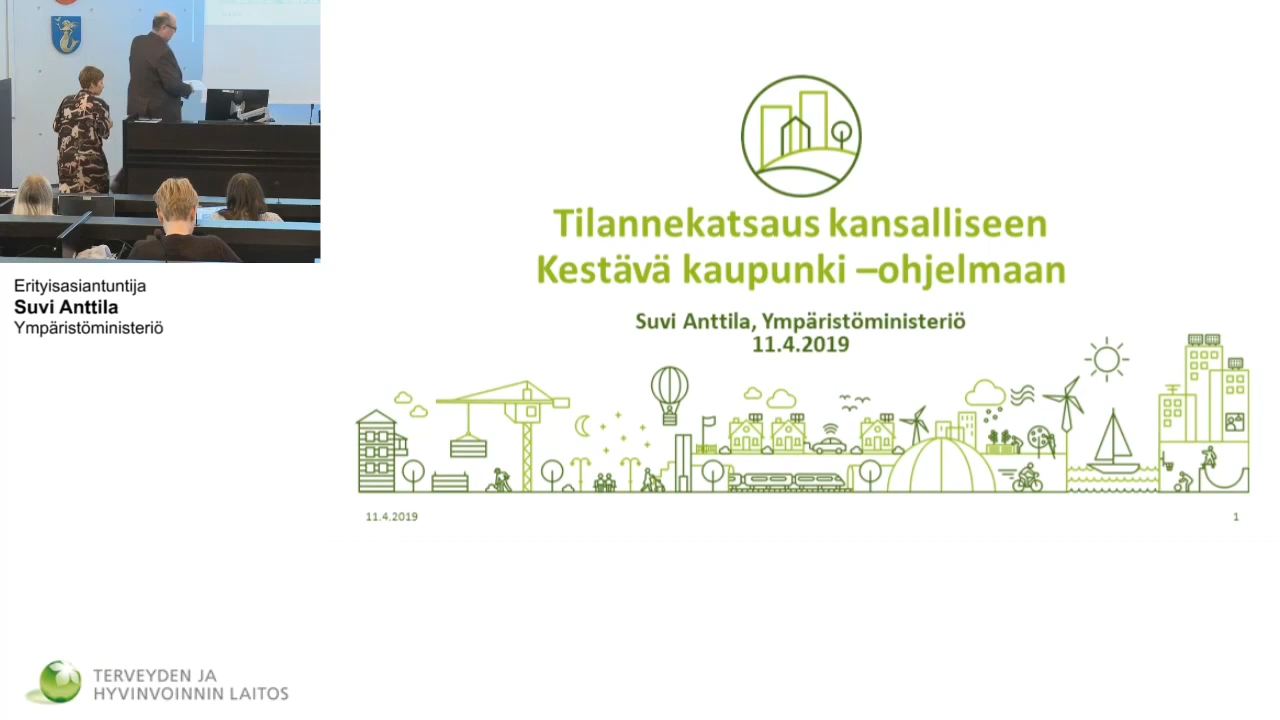 Erityisasiantuntija
Suvi Anttila
Ympäristöministeriö
Tilannekatsaus kansalliseen
Kestävä kaupunki –ohjelmaan
Suvi Anttila, Ympäristöministeriö
11.4.2019
11.4.2019
1
TERVEYDEN JA
HYVINVOINNIN LAITOS